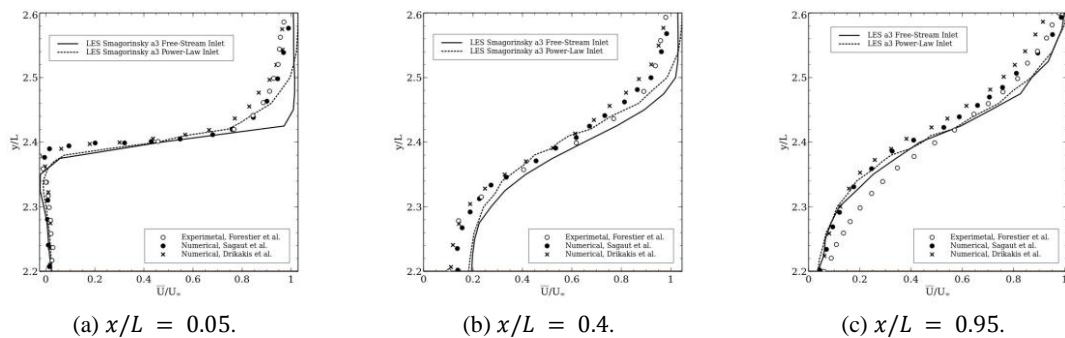 2.6
2.5
2.4
2.3
2.2
y/L
LES Smagorinsky a3 Free-Stream Inlet
LES Smagorinsky a3 Power-Law Inlet
Experimetal, Forestier et al.
Numerical, Sagaut et al.
Numerical, Drikakis et al.
0 0.2 0.4 0.6 0.8 1
U̅/U∞
(a) x/L = 0.05.
2.6
2.5
2.4
2.3
2.2
y/L
LES Smagorinsky a3 Free-Stream Inlet
LES Smagorinsky a3 Power-Law Inlet
Experimental, Forestier et al.
Numerical, Sagaut et al.
Numerical, Drikakis et al.
0 0.2 0.4 0.6 0.8 1
U̅/U∞
(b) x/L = 0.4.
2.6
2.5
2.4
2.3
2.2
y/L
LES a3 Free-Stream Inlet
LES a3 Power-Law Inlet
Experimental, Forestier et al.
Numerical, Sagaut et al.
Numerical, Drikakis et al.
0 0.2 0.4 0.6 0.8 1
U̅/U∞
(c) x/L = 0.95.